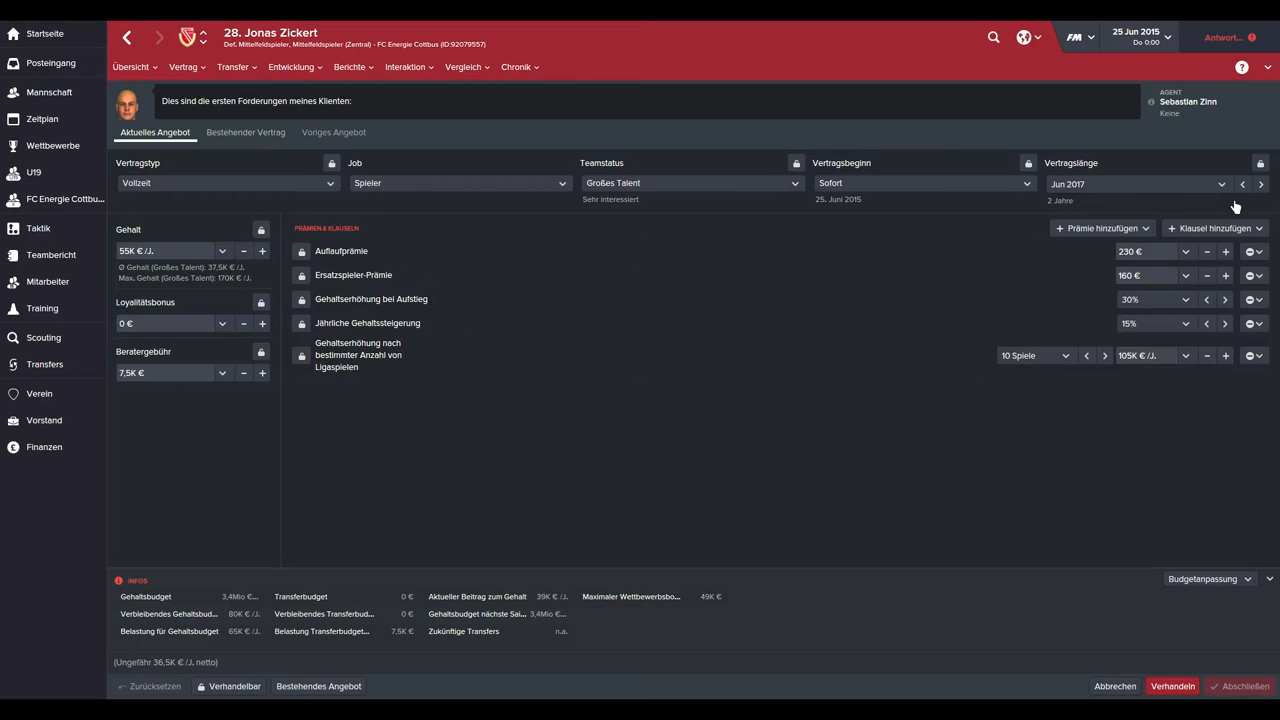 Startseite
Posteingang
Mannschaft
Zeitplan
Wettbewerbe
U19
FC Energie Cottbu...
Taktik
Teambericht
Mitarbeiter
Training
Scouting
Transfers
Verein
Vorstand
Finanzen
28. Jonas Zickert
Def. Mittelfeldspieler, Mittelfeldspieler (Zentral) - FC Energie Cottbus (ID:92079557)
FM
25 Jun 2015
Do 0:00
Antwort...
Übersicht Vertrag Transfer Entwicklung Berichte Interaktion Vergleich Chronik
Dies sind die ersten Forderungen meines Klienten:
AGENT
Sebastian Zinn
Keine
Aktuelles Angebot Bestehender Vertrag Voriges Angebot
Vertragstyp Job Teamstatus Vertragsbeginn Vertragslänge
Vollzeit Spieler Großes Talent Sofort Jun 2017
Sehr interessiert 25. Juni 2015 2 Jahre
Gehalt
55K € /J.
Ø Gehalt (Großes Talent): 37,5K € /J.
Max. Gehalt (Großes Talent): 170K € /J.
Loyalitätsbonus
0 €
Beratergebühr
7,5K €
PRÄMIEN & KLAUSELN
+ Prämie hinzufügen + Klausel hinzufügen
Auflaufprämie 230 €
Ersatzspieler-Prämie 160 €
Gehaltserhöhung bei Aufstieg 30%
Jährliche Gehaltssteigerung 15%
Gehaltserhöhung nach
bestimmter Anzahl von
Ligaspielen
10 Spiele 105K € /J.
INFOS
Budgetanpassung
Gehaltsbudget 3,4Mio €... Transferbudget 0 € Aktueller Beitrag zum Gehalt 39K € /J. Maximaler Wettbewerbsbo... 49K €
Verbleibendes Gehaltsbud... 80K € /J. Verbleibendes Transferbud... 0 € Gehaltsbudget nächste Sai... 3,4Mio €...
Belastung für Gehaltsbudget 65K € /J. Belastung Transferbudget... 7,5K € Zukünftige Transfers n.a.
(Ungefähr 36,5K € /J. netto)
Zurücksetzen Verhandelbar Bestehendes Angebot Abbrechen Verhandeln Abschließen